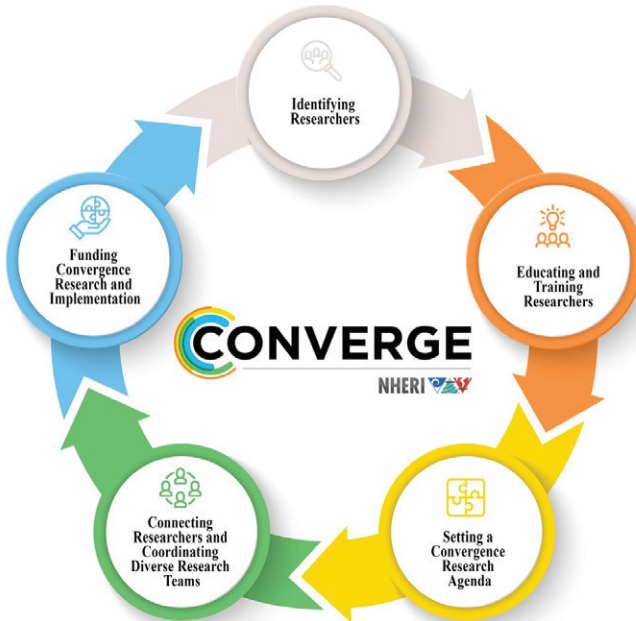 Identifying
Researchers
Educating and
Training
Researchers
Setting a
Convergence
Research
Agenda
Connecting
Researchers and
Coordinating
Diverse Research
Teams
Funding
Convergence
Research and
Implementation
CONVERGE
NHERI